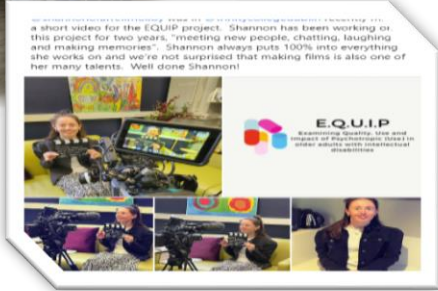 a short video for the EQUIP project. Shannon has been working on
this project for two years, "meeting new people, chatting, laughing
and making memories". Shannon always puts 100% into everything
she works on and we're not surprised that making films is also one of
her many talents. Well done Shannon!
E.Q.U.I.P
Examining Quality, Use and
Impact of Psychotropic (Use) in
older adults with intellectual
disabilities